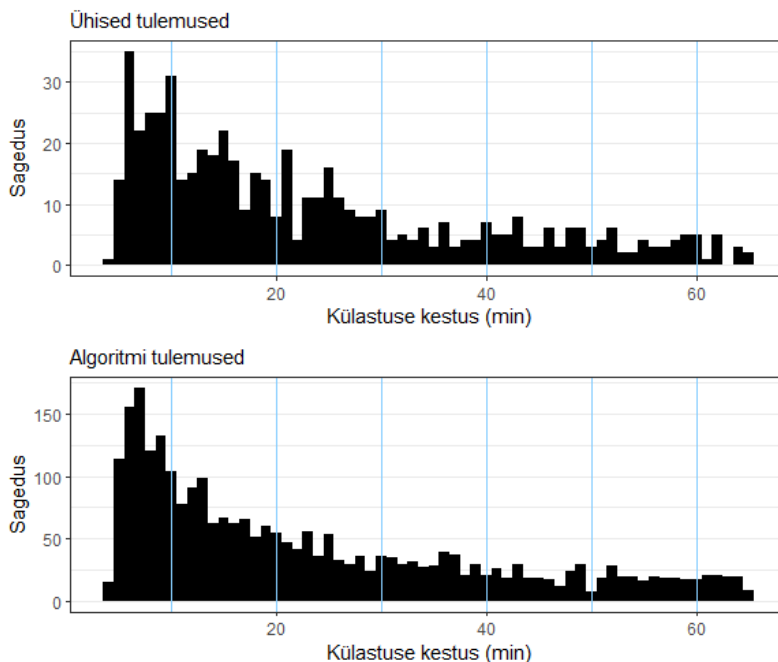 Ühised tulemused
Sagedus
30
20
10
0
20 40 60
Külastuse kestus (min)
Algoritmi tulemused
Sagedus
150
100
50
0
20 40 60
Külastuse kestus (min)